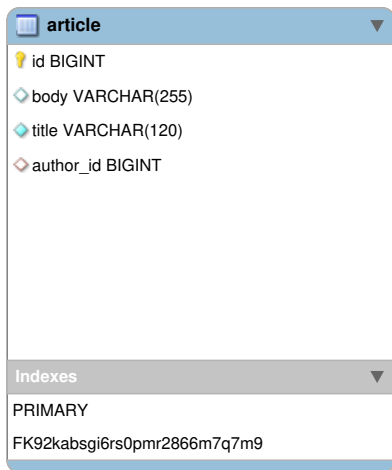 article
id BIGINT
body VARCHAR(255)
title VARCHAR(120)
author_id BIGINT
Indexes
PRIMARY
FK92kabsgi6rs0pmr2866m7q7m9